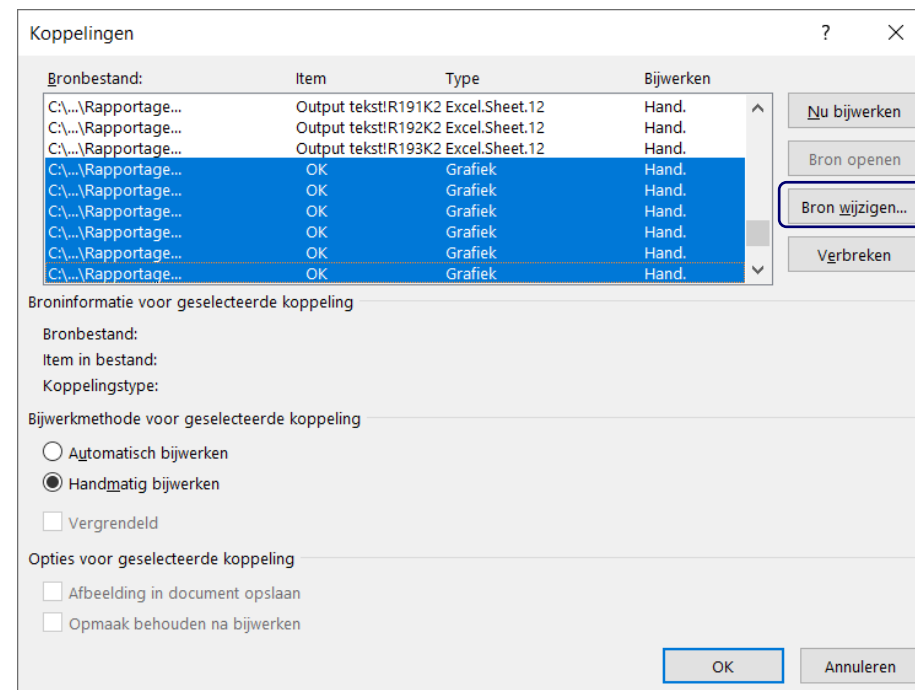 Koppelingen ?
Bronbestand: Item Type Bijwerken
C:\...\Rapportage... Output tekst!R191K2 Excel.Sheet.12 Hand.
C:\...\Rapportage... Output tekst!R192K2 Excel.Sheet.12 Hand.
C:\...\Rapportage... Output tekst!R193K2 Excel.Sheet.12 Hand.
C:\...\Rapportage... OK Grafiek Hand.
C:\...\Rapportage... OK Grafiek Hand.
C:\...\Rapportage... OK Grafiek Hand.
C:\...\Rapportage... OK Grafiek Hand.
C:\...\Rapportage... OK Grafiek Hand.
C:\...\Rapportage... OK Grafiek Hand.
Nu bijwerken
Bron openen
Bron wijzigen...
Verbreken
Broninformatie voor geselecteerde koppeling
Bronbestand:
Item in bestand:
Koppelingstype:
Bijwerkmethode voor geselecteerde koppeling
Automatisch bijwerken
Handmatig bijwerken
Vergrendeld
Opties voor geselecteerde koppeling
Afbeelding in document opslaan
Opmaak behouden na bijwerken
OK Annuleren